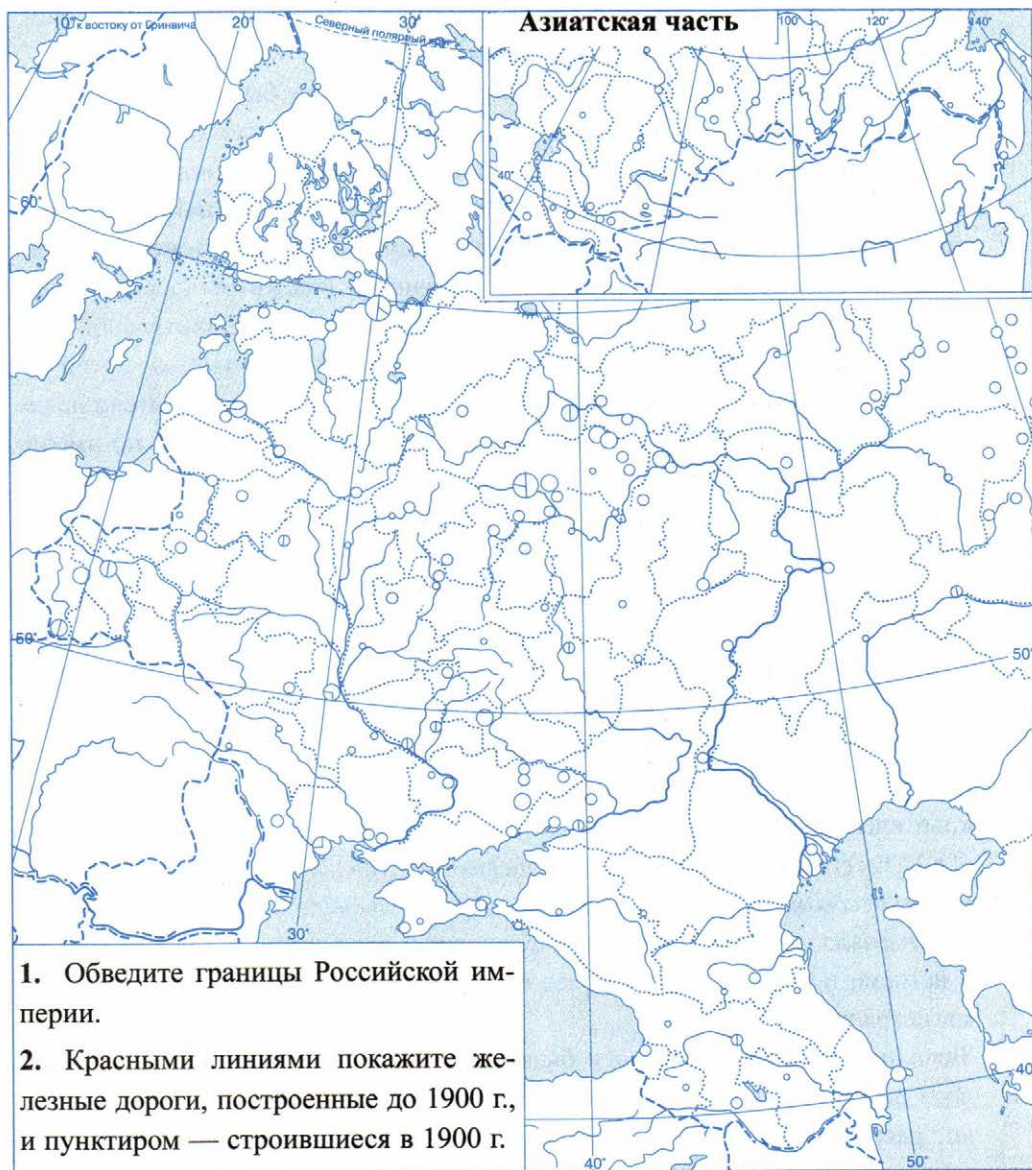 10° к востоку от Гринвича 20° 30°
Северный полярный круг
Азиатская часть
100 120° 140°
40°
60°
50°
50°
30°
40°
40°
50°
1. Обведите границы Российской им-
перии.
2. Красными линиями покажите же-
лезные дороги, построенные до 1900 г.,
и пунктиром — строившиеся в 1900 г.